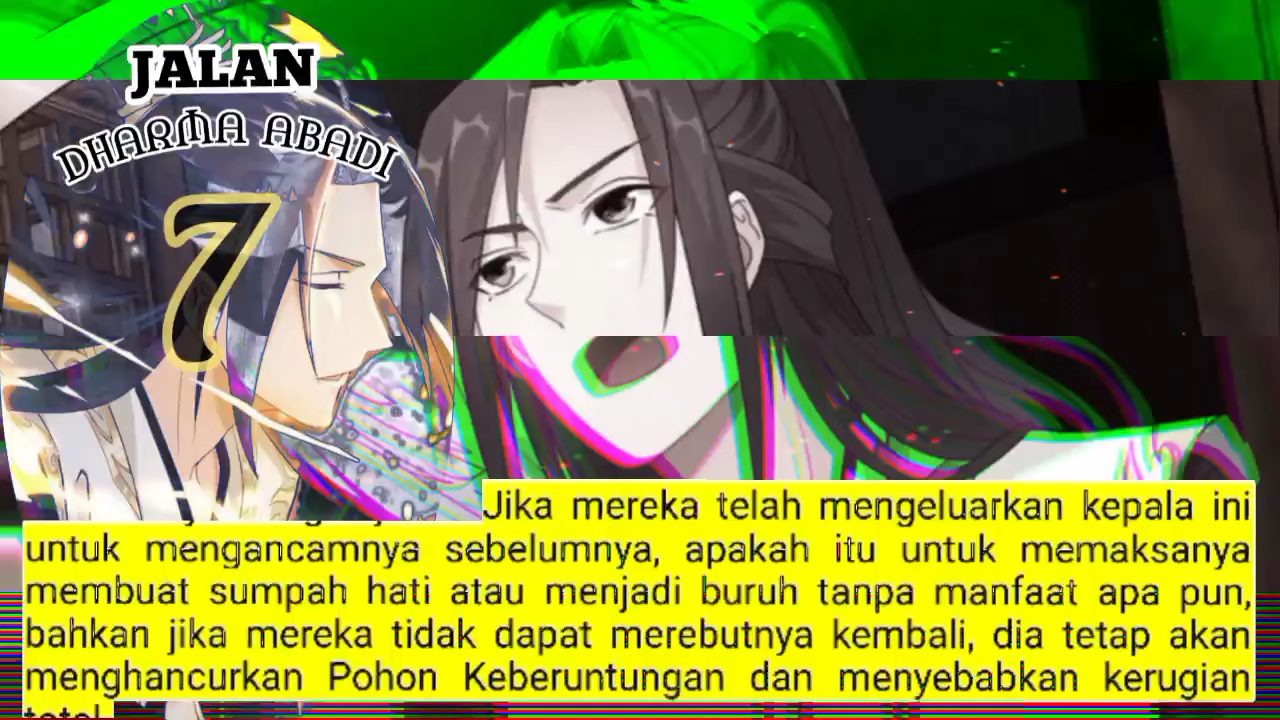 JALAN
DHARMA ABADI
7
Jika mereka telah mengeluarkan kepala ini
untuk mengancamnya sebelumnya, apakah itu untuk memaksanya
membuat sumpah hati atau menjadi buruh tanpa manfaat apa pun,
bahkan jika mereka tidak dapat merebutnya kembali, dia tetap akan
menghancurkan Pohon Keberuntungan dan menyebabkan kerugian